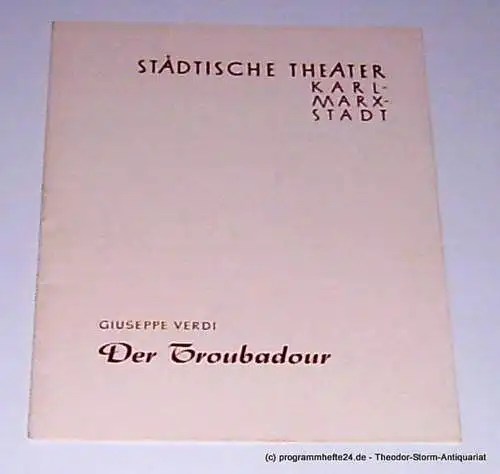 STÄDTISCHE THEATER
KARL-
MARX-
STADT
GIUSEPPE VERDI
Der Troubadour
(c) programmhefte24.de - Theodor-Storm-Antiquariat